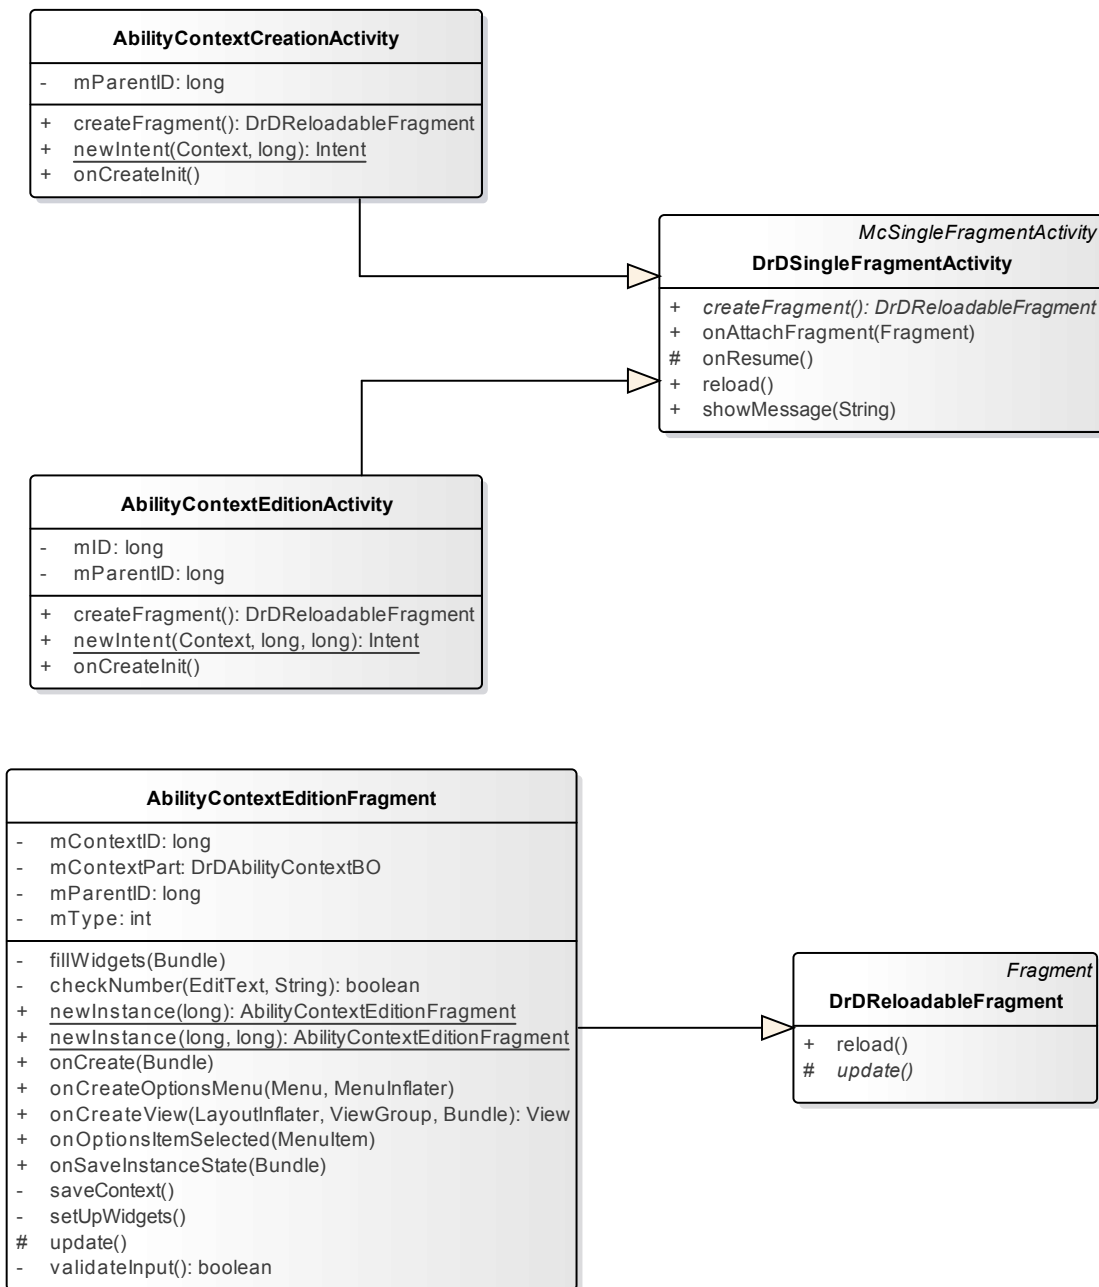 AbilityContextCreationActivity
- mParentID: long
+ createFragment(): DrDReloadableFragment
+ newIntent(Context, long): Intent
+ onCreateInit()
McSingleFragmentActivity
DrDSingleFragmentActivity
+ createFragment(): DrDReloadableFragment
+ onAttachFragment(Fragment)
# onResume()
+ reload()
+ showMessage(String)
AbilityContextEditionActivity
- mID: long
- mParentID: long
+ createFragment(): DrDReloadableFragment
+ newIntent(Context, long, long): Intent
+ onCreateInit()
AbilityContextEditionFragment
- mContextID: long
- mContextPart: DrDAbilityContextBO
- mParentID: long
- mType: int
- fillWidgets(Bundle)
- checkNumber(EditText, String): boolean
+ newInstance(long): AbilityContextEditionFragment
+ newInstance(long, long): AbilityContextEditionFragment
+ onCreate(Bundle)
+ onCreateOptionsMenu(Menu, MenuInflater)
+ onCreateView(LayoutInflater, ViewGroup, Bundle): View
+ onOptionsItemSelected(MenuItem)
+ onSaveInstanceState(Bundle)
- saveContext()
- setUpWidgets()
# update()
- validateInput(): boolean
Fragment
DrDReloadableFragment
+ reload()
# update()